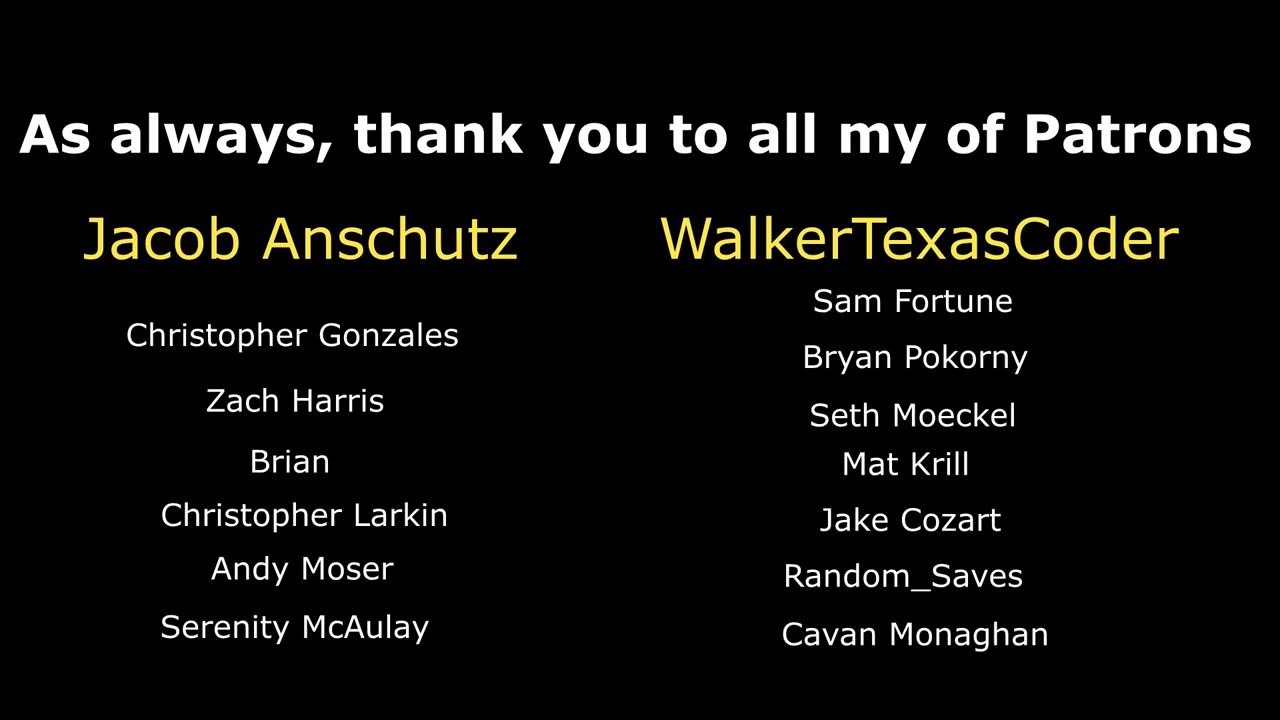 As always, thank you to all my of Patrons
Jacob Anschutz
Christopher Gonzales
Zach Harris
Brian
Christopher Larkin
Andy Moser
Serenity McAulay
WalkerTexasCoder
Sam Fortune
Bryan Pokorny
Seth Moeckel
Mat Krill
Jake Cozart
Random_Saves
Cavan Monaghan